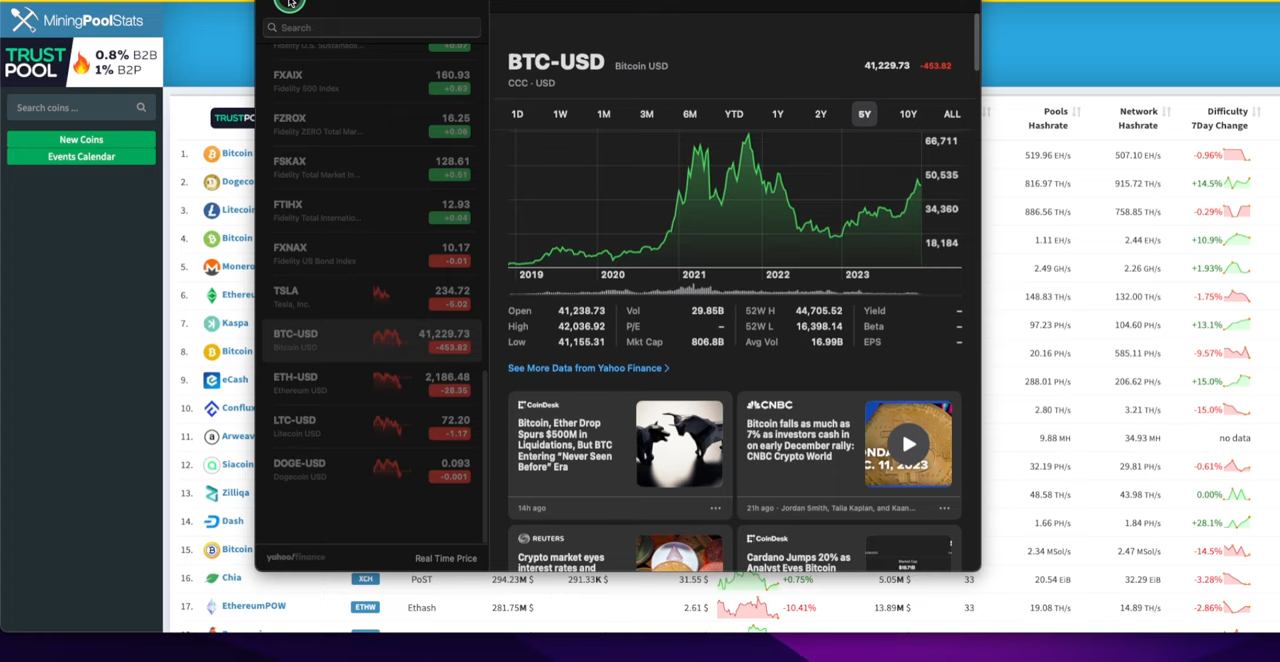 MiningPoolStats
TRUST
POOL
0.8% B2B
1% B2P
Search coins ...
New Coins
Events Calendar
TRUSTPO
1. Bitcoin
2. Dogeco
3. Litecoin
4. Bitcoin
5. Monero
6. Ethere
7. Kaspa
8. Bitcoin
9. eCash
10. Conflux
11. Arweav
12. Siacoin
13. Zilliqa
14. Dash
15. Bitcoin
16. Chia XCH PoST 294.23M $ 291.33K $ 31.55 $ +0.75% 5.05M $ 33
17. EthereumPOW ETHW Ethash 281.75M $ 2.61 $ -10.41% 13.89M $ 33
Search
Fidelity U.S. Sustainab... +0.07
FXAIX 160.93
Fidelity 500 Index +0.63
FZROX 16.25
Fidelity ZERO Total Mar... +0.06
FSKAX 128.61
Fidelity Total Market In... +0.51
FTIHX 12.93
Fidelity Total Internatio... +0.04
FXNAX 10.17
Fidelity US Bond Index -0.01
TSLA 234.72
Tesla, Inc. -5.02
BTC-USD 41,229.73
Bitcoin USD -453.82
ETH-USD 2,186.48
Ethereum USD -28.35
LTC-USD 72.20
Litecoin USD -1.17
DOGE-USD 0.093
Dogecoin USD -0.001
yahoo!finance Real Time Price
BTC-USD Bitcoin USD 41,229.73 -453.82
CCC · USD
1D 1W 1M 3M 6M YTD 1Y 2Y 5Y 10Y ALL
66,711
50,535
34,360
18,184
2019 2020 2021 2022 2023
Open 41,238.73 Vol 29.85B 52W H 44,705.52 Yield –
High 42,036.92 P/E – 52W L 16,398.14 Beta –
Low 41,155.31 Mkt Cap 806.8B Avg Vol 16.99B EPS –
See More Data from Yahoo Finance >
CoinDesk
Bitcoin, Ether Drop
Spurs $500M in
Liquidations, But BTC
Entering "Never Seen
Before" Era
14h ago
CNBC
Bitcoin falls as much as
7% as investors cash in
on early December rally:
CNBC Crypto World
C. 11, 2023
21h ago · Jordan Smith, Talia Kaplan, and Kaan...
REUTERS
Crypto market eyes
interest rates and
CoinDesk
Cardano Jumps 20% as
Analyst Eyes Bitcoin
Pools Network Difficulty
Hashrate Hashrate 7Day Change
519.96 EH/s 507.10 EH/s -0.96%
816.97 TH/s 915.72 TH/s +14.5%
886.56 TH/s 758.85 TH/s -0.29%
1.11 EH/s 2.44 EH/s +10.9%
2.49 GH/s 2.26 GH/s +1.93%
148.83 TH/s 132.00 TH/s -1.75%
97.23 PH/s 104.60 PH/s +13.1%
20.16 PH/s 585.11 PH/s -9.57%
288.01 PH/s 206.62 PH/s +15.0%
2.80 TH/s 3.21 TH/s -15.0%
9.88 MH 34.93 MH no data
32.19 PH/s 29.81 PH/s -0.61%
48.58 TH/s 43.98 TH/s 0.00%
1.66 PH/s 1.84 PH/s +28.1%
2.34 MSol/s 2.47 MSol/s -14.5%
20.54 EiB 32.29 EiB -3.28%
19.08 TH/s 14.89 TH/s -2.86%